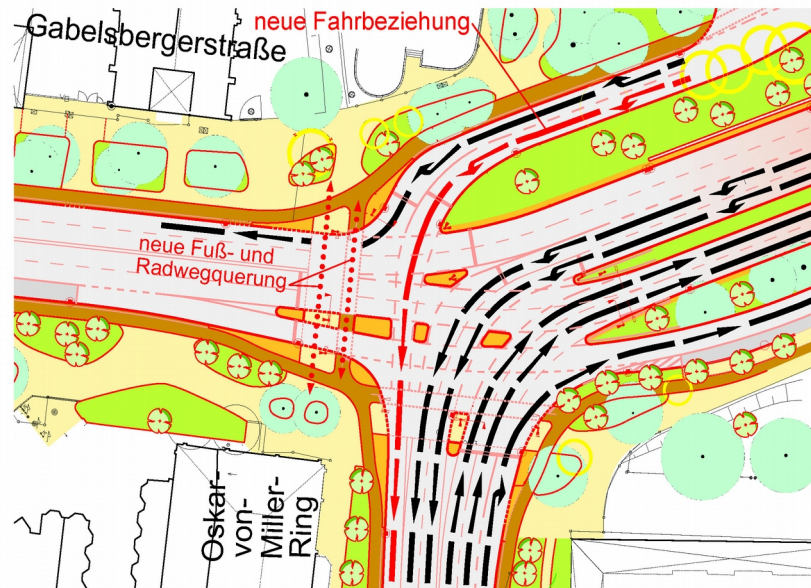 neue Fahrbeziehung
Gabelsbergerstraße
neue Fuß- und
Radwegquerung
Oskar-
von-
Miller-
Ring